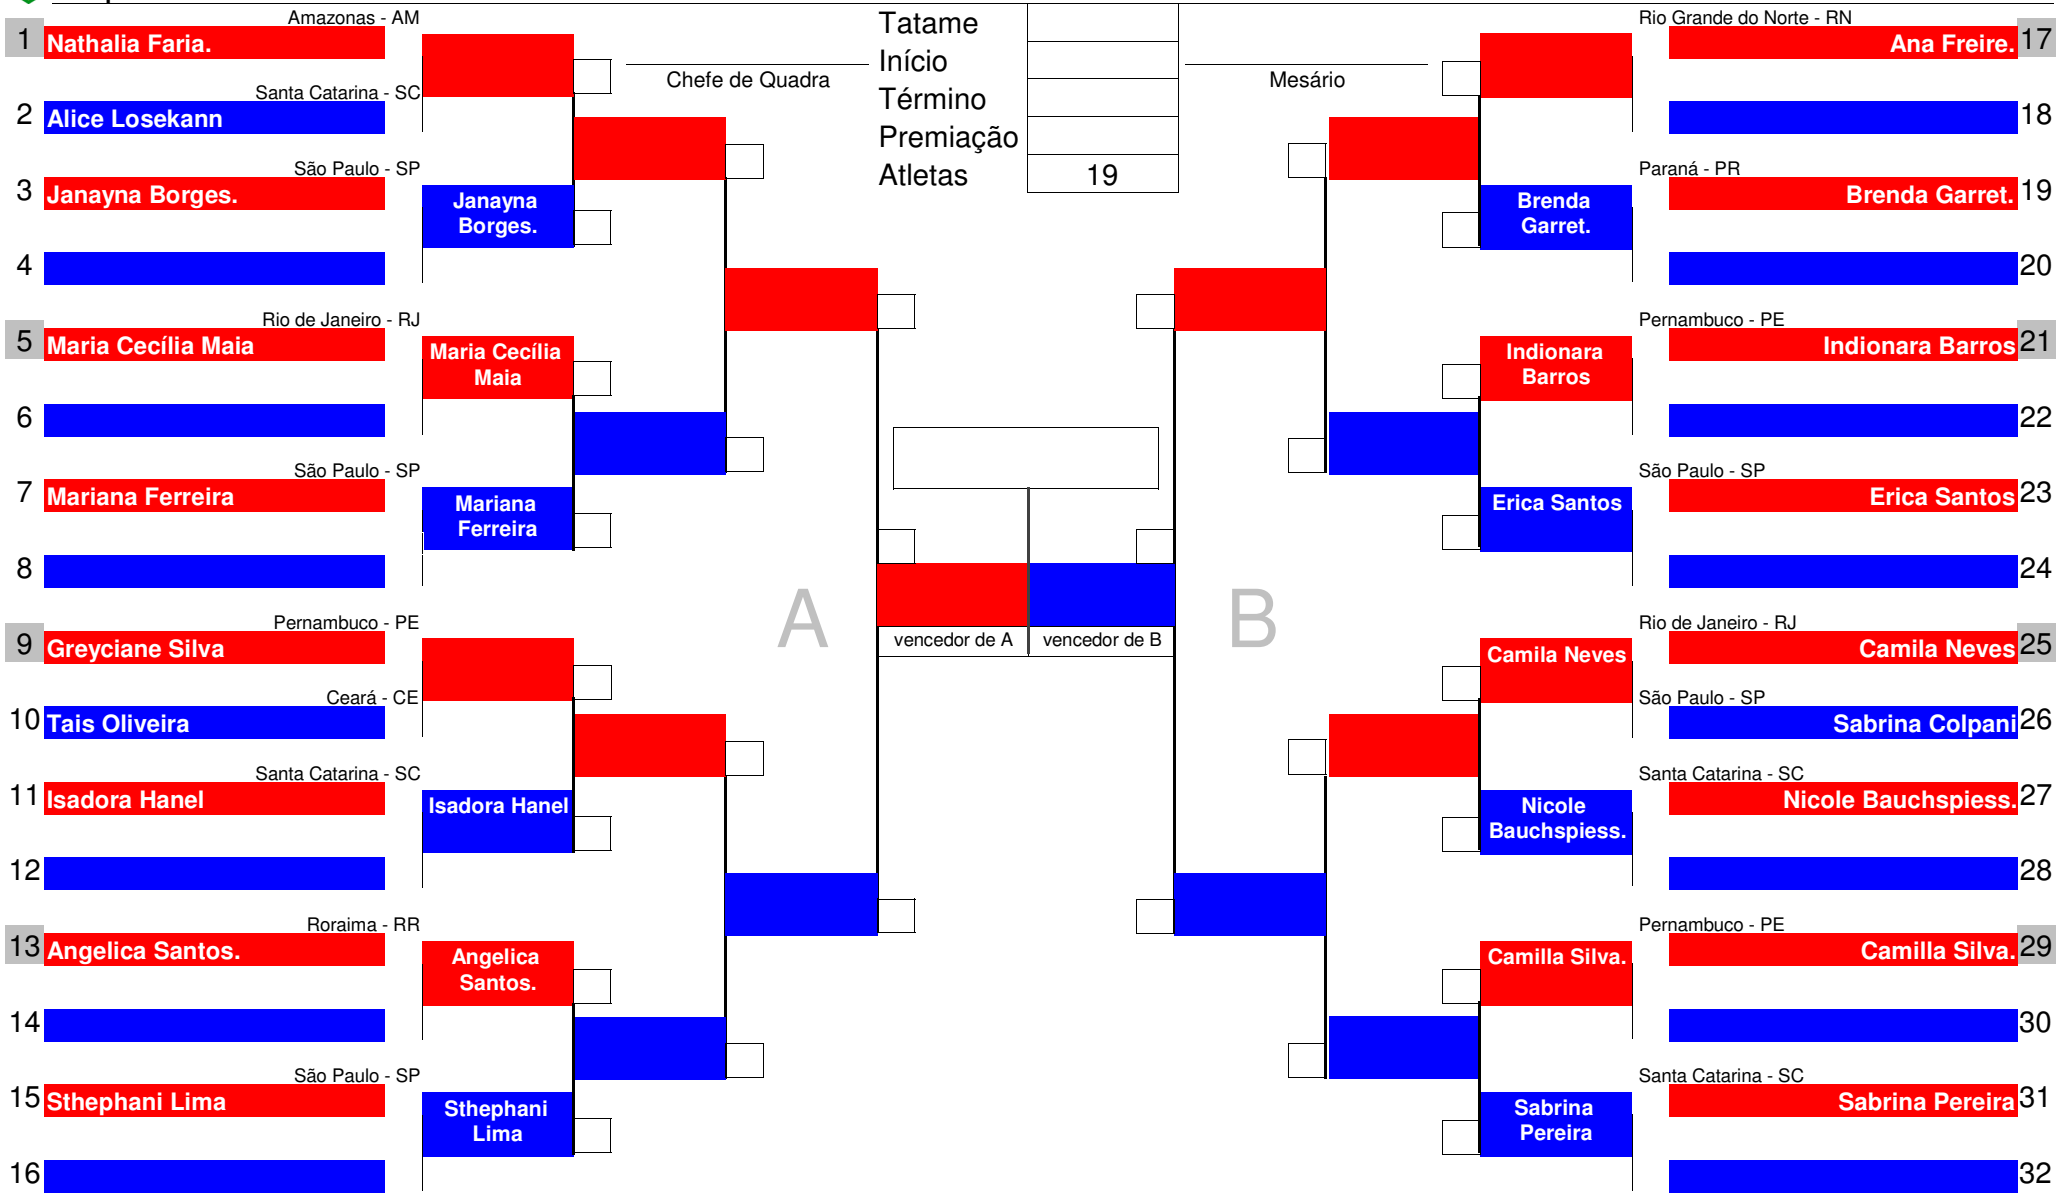 Amazonas - AM
1 Nathalia Faria.
Santa Catarina - SC
2 Alice Losekann
São Paulo - SP
3 Janayna Borges.
4
Rio de Janeiro - RJ
5 Maria Cecília Maia
6
São Paulo - SP
7 Mariana Ferreira
8
Pernambuco - PE
9 Greyciane Silva
Ceará - CE
10 Tais Oliveira
Santa Catarina - SC
11 Isadora Hanel
12
Roraima - RR
13 Angelica Santos.
14
São Paulo - SP
15 Sthephani Lima
16
Janayna
Borges.
Maria Cecília
Maia
Mariana
Ferreira
Isadora Hanel
Angelica
Santos.
Sthephani
Lima
Chefe de Quadra
Tatame
Início
Término
Premiação
Atletas 19
Mesário
A
B
vencedor de A
vencedor de B
Brenda
Garret.
Indionara
Barros
Erica Santos
Camila Neves
Nicole
Bauchspiess.
Camilla Silva.
Sabrina
Pereira
Rio Grande do Norte - RN
Ana Freire. 17
18
Paraná - PR
Brenda Garret. 19
20
Pernambuco - PE
Indionara Barros 21
22
São Paulo - SP
Erica Santos 23
24
Rio de Janeiro - RJ
Camila Neves 25
São Paulo - SP
Sabrina Colpani 26
Santa Catarina - SC
Nicole Bauchspiess. 27
28
Pernambuco - PE
Camilla Silva. 29
30
Santa Catarina - SC
Sabrina Pereira 31
32